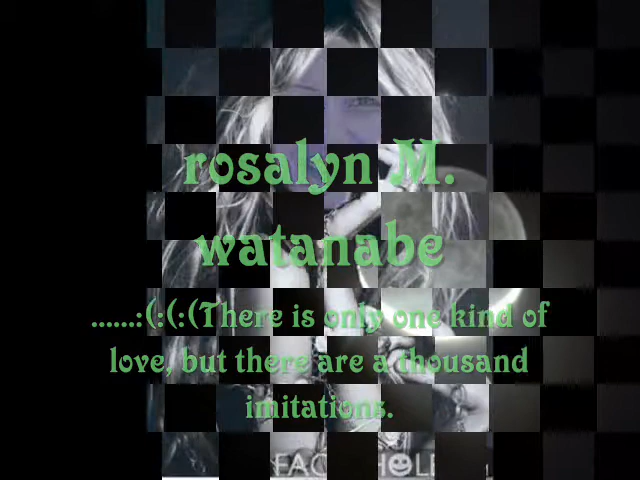 rosalyn M.
watanabe
......:(:(:(There is only one kind of
love, but there are a thousand
imitations.